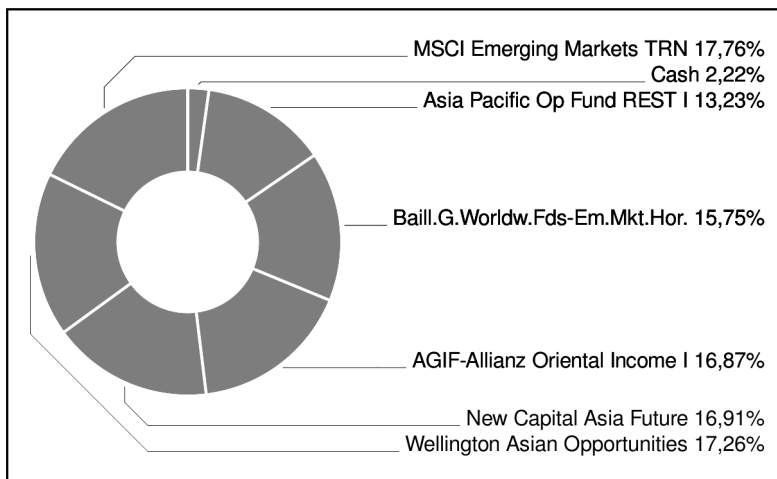 MSCI Emerging Markets TRN 17,76%
Cash 2,22%
Asia Pacific Op Fund REST I 13,23%
Baill.G.Worldw.Fds-Em.Mkt.Hor. 15,75%
AGIF-Allianz Oriental Income I 16,87%
New Capital Asia Future 16,91%
Wellington Asian Opportunities 17,26%